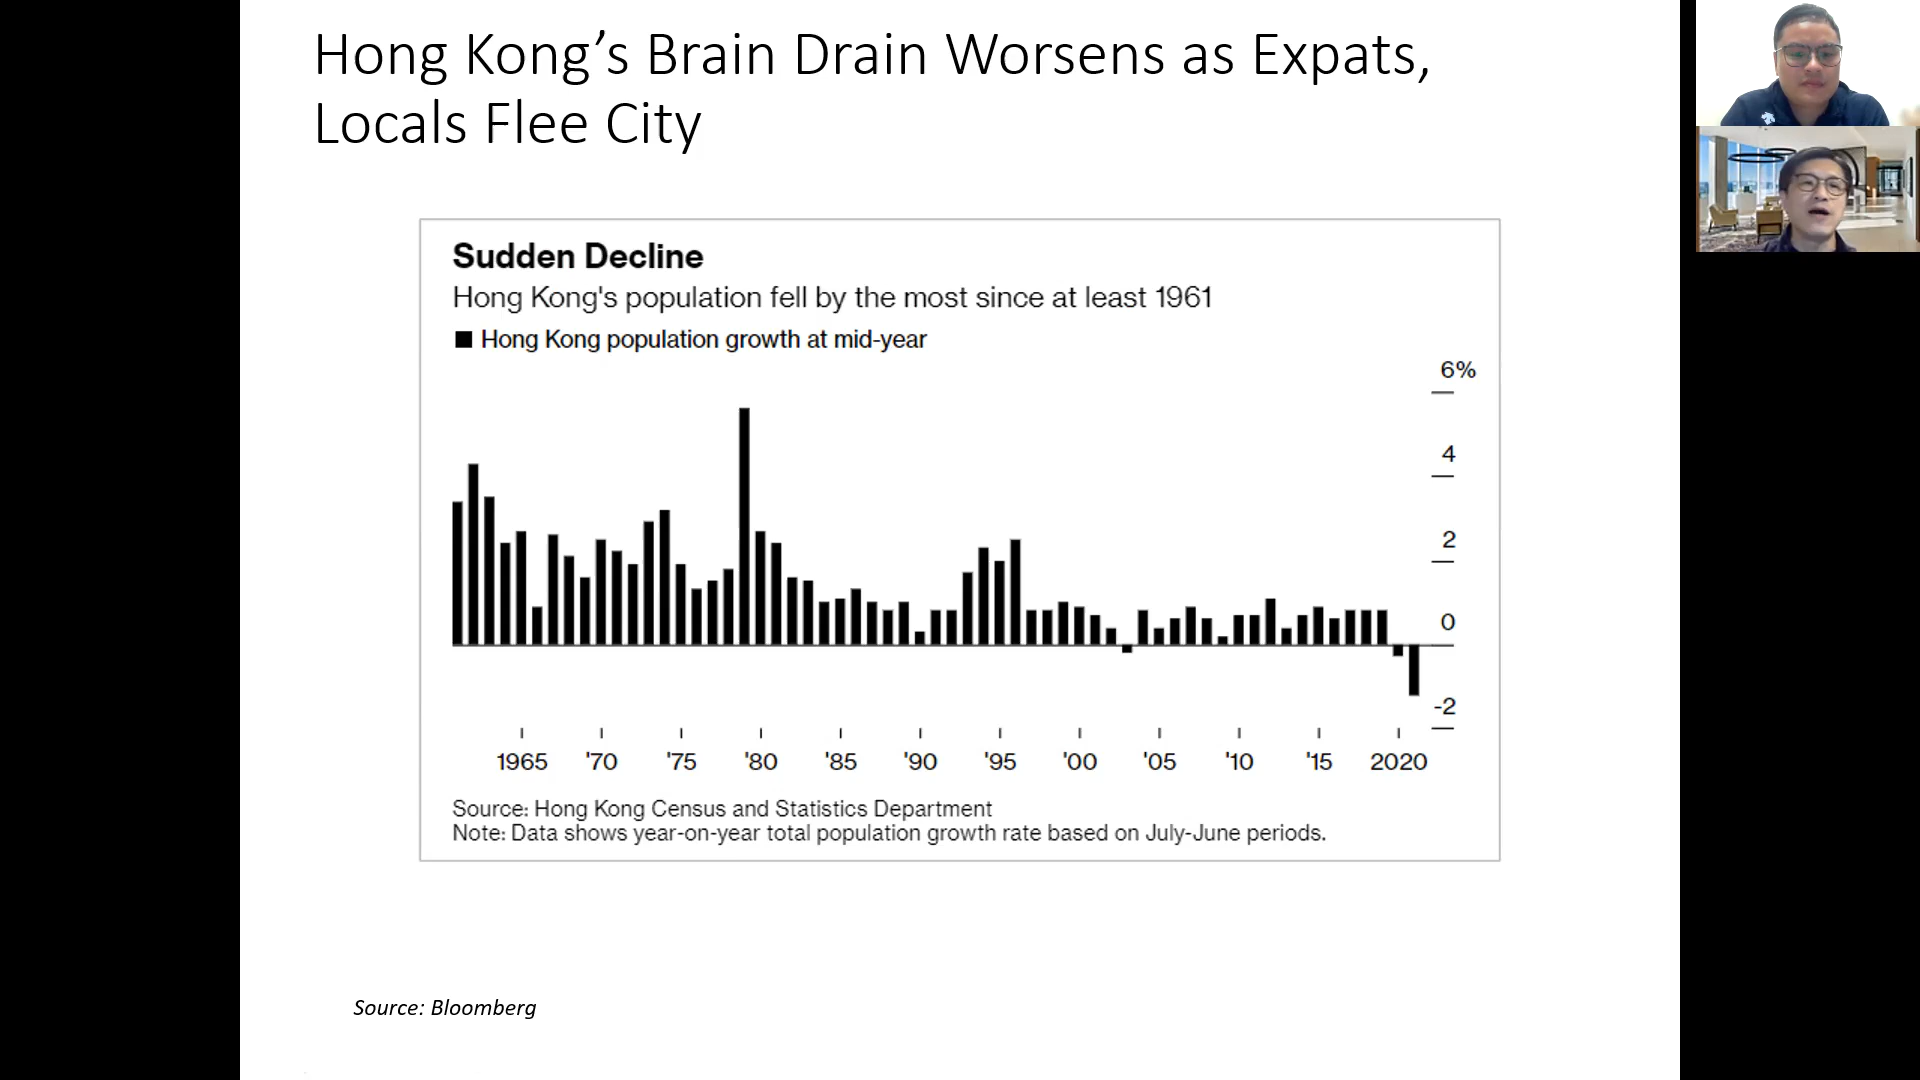 Hong Kong’s Brain Drain Worsens as Expats,
Locals Flee City
Sudden Decline
Hong Kong's population fell by the most since at least 1961
Hong Kong population growth at mid-year
6%
4
2
0
-2
1965 '70 '75 '80 '85 '90 '95 '00 '05 '10 '15 2020
Source: Hong Kong Census and Statistics Department
Note: Data shows year-on-year total population growth rate based on July-June periods.
Source: Bloomberg